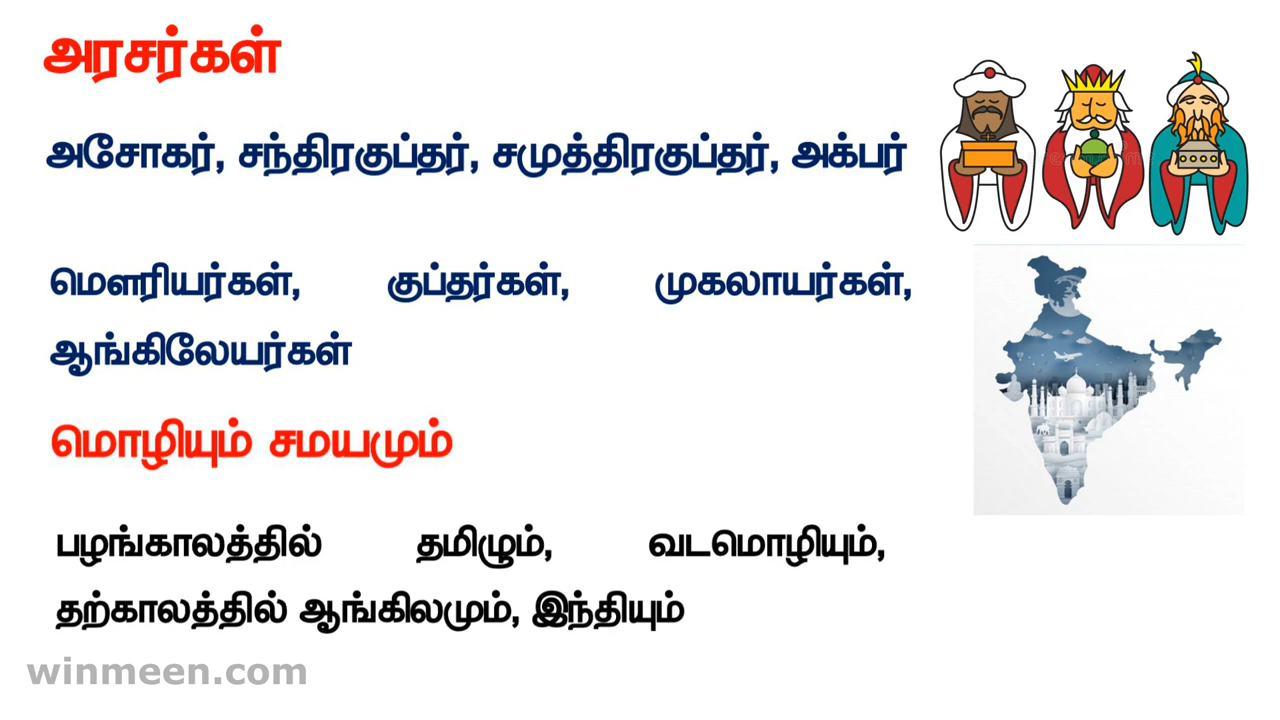 அரசர்கள்
அசோகர், சந்திரகுப்தர், சமுத்திரகுப்தர், அக்பர்
மௌரியர்கள், குப்தர்கள், முகலாயர்கள்,
ஆங்கிலேயர்கள்
மொழியும் சமயமும்
பழங்காலத்தில் தமிழும், வடமொழியும்,
தற்காலத்தில் ஆங்கிலமும், இந்தியும்
winmeen.com